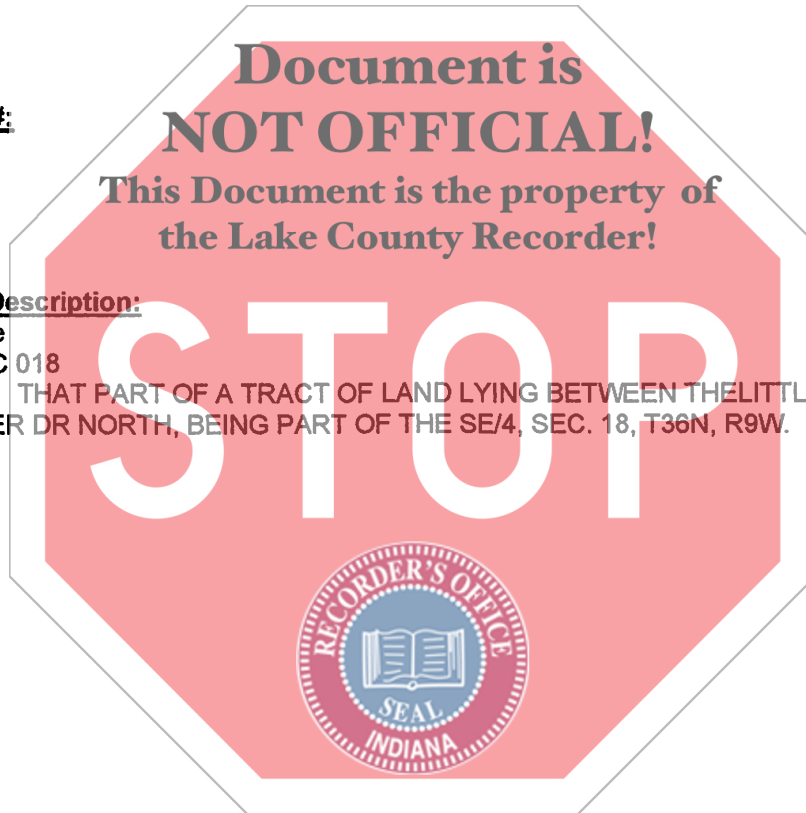 Document is
NOT OFFICIAL!
#:
This Document is the property of
the Lake County Recorder!
Description:
e
C 018
THAT PART OF A TRACT OF LAND LYING BETWEEN THELITTL
ER DR NORTH, BEING PART OF THE SE/4, SEC. 18, T36N, R9W.
STOP
RECORDER'S OFFICE
SEAL
INDIANA